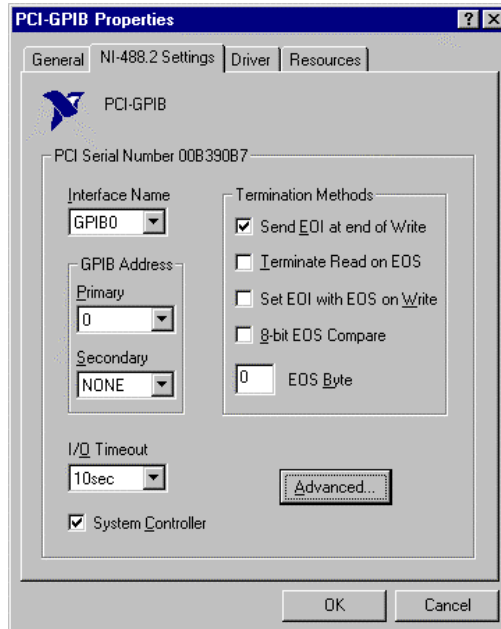 PCI-GPIB Properties
General
NI-488.2 Settings
Driver
Resources
PCI-GPIB
PCI Serial Number 00B390B7
Interface Name
GPIB0
GPIB Address
Primary
0
Secondary
NONE
I/O Timeout
10sec
System Controller
Termination Methods
Send EOI at end of Write
Terminate Read on EOS
Set EOI with EOS on Write
8-bit EOS Compare
0 EOS Byte
Advanced...
OK
Cancel